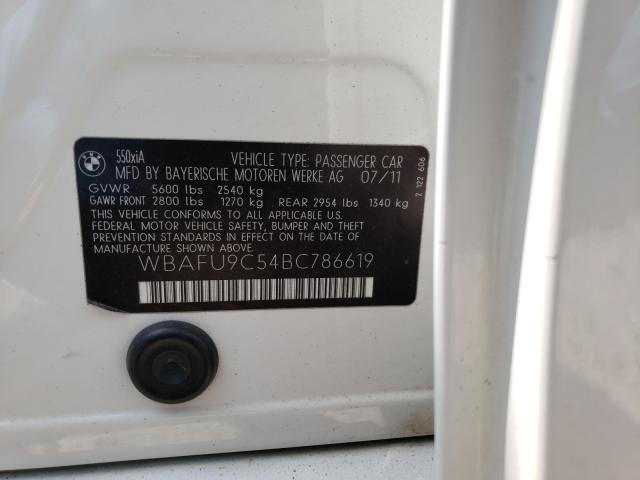 550xiA VEHICLE TYPE: PASSENGER CAR
MFD BY BAYERISCHE MOTOREN WERKE AG 07/11
GVWR 5600 lbs 2540 kg
GAWR FRONT 2800 lbs 1270 kg REAR 2954 lbs 1340 kg
THIS VEHICLE CONFORMS TO ALL APPLICABLE U.S.
FEDERAL MOTOR VEHICLE SAFETY, BUMPER AND THEFT
PREVENTION STANDARDS IN EFFECT ON THE DATE OF
MANUFACTURE SHOWN ABOVE.
WBAFU9C54BC786619
2 122 606